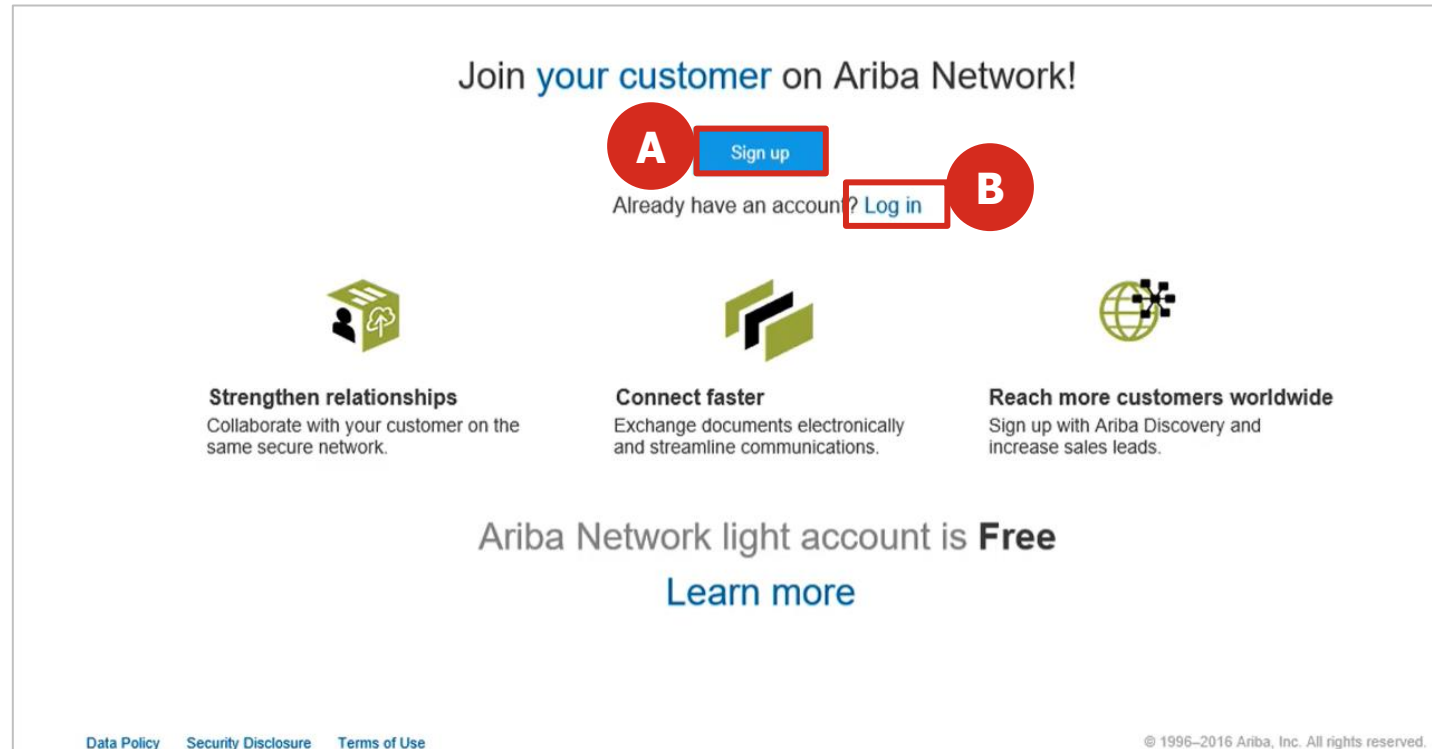 Join your customer on Ariba Network!
A
Sign up
Already have an account? Log in
B
Strengthen relationships
Collaborate with your customer on the
same secure network.
Connect faster
Exchange documents electronically
and streamline communications.
Reach more customers worldwide
Sign up with Ariba Discovery and
increase sales leads.
Ariba Network light account is Free
Learn more
Data Policy Security Disclosure Terms of Use
© 1996–2016 Ariba, Inc. All rights reserved.